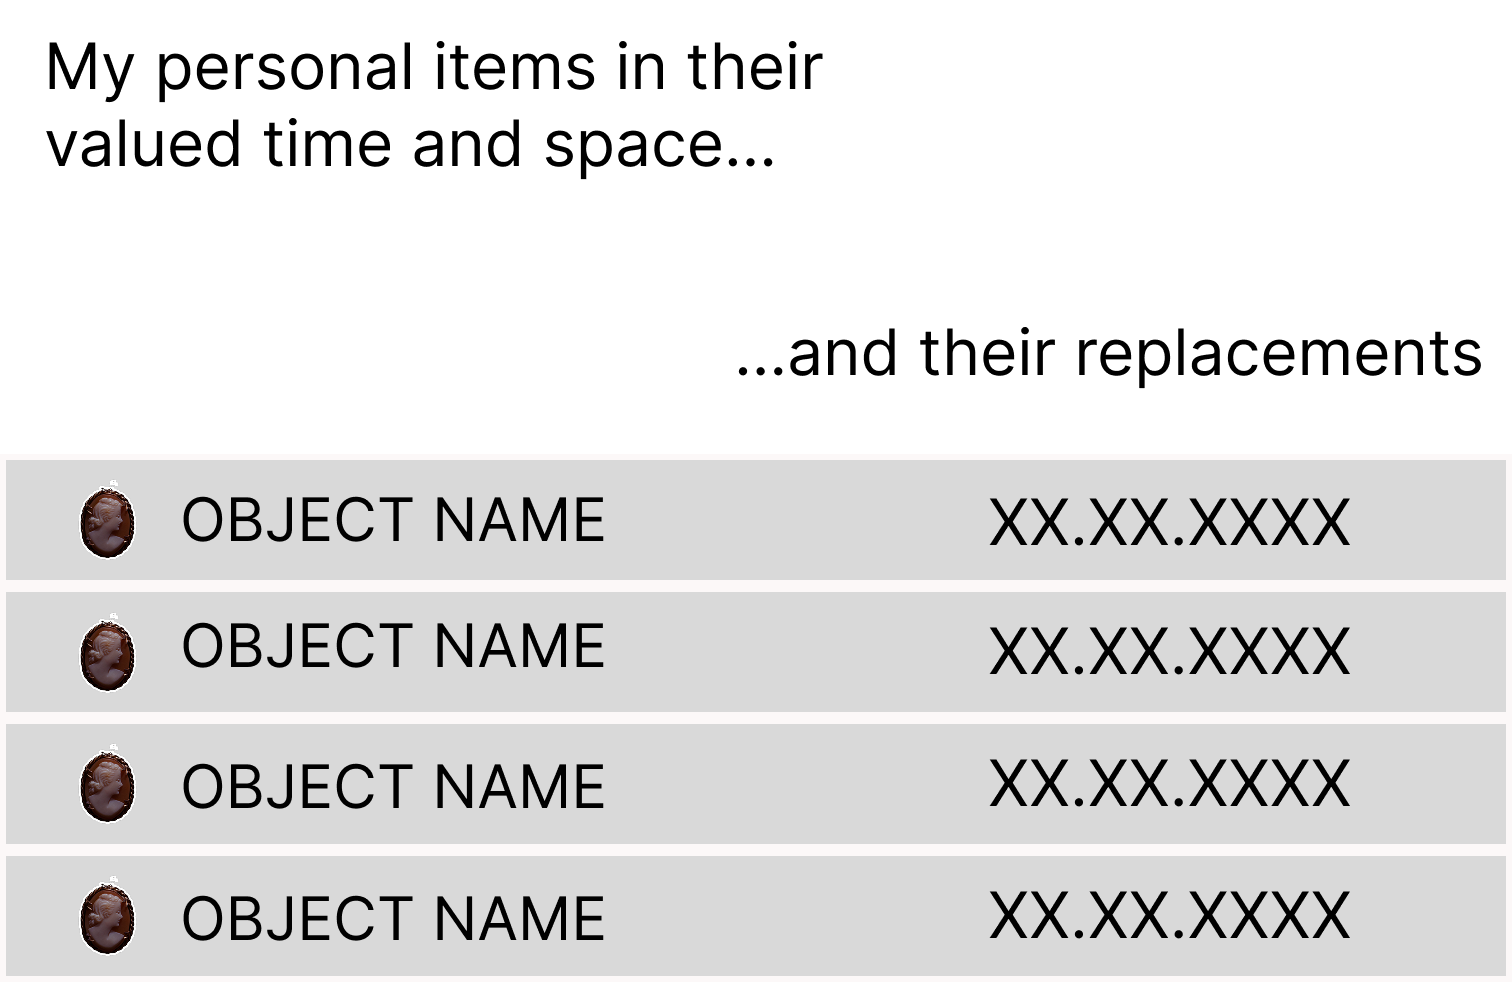 My personal items in their
valued time and space...
...and their replacements
OBJECT NAME XX.XX.XXXX
OBJECT NAME XX.XX.XXXX
OBJECT NAME XX.XX.XXXX
OBJECT NAME XX.XX.XXXX